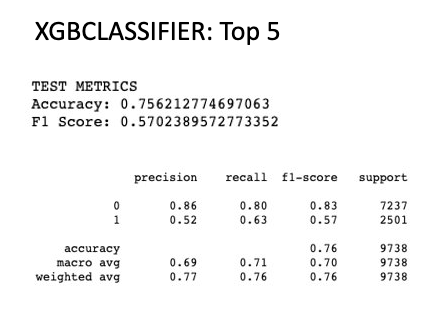 XGBCLASSIFIER: Top 5
TEST METRICS
Accuracy: 0.756212774697063
F1 Score: 0.5702389572773352
precision recall f1-score support
0 0.86 0.80 0.83 7237
1 0.52 0.63 0.57 2501
accuracy 0.76 9738
macro avg 0.69 0.71 0.70 9738
weighted avg 0.77 0.76 0.76 9738